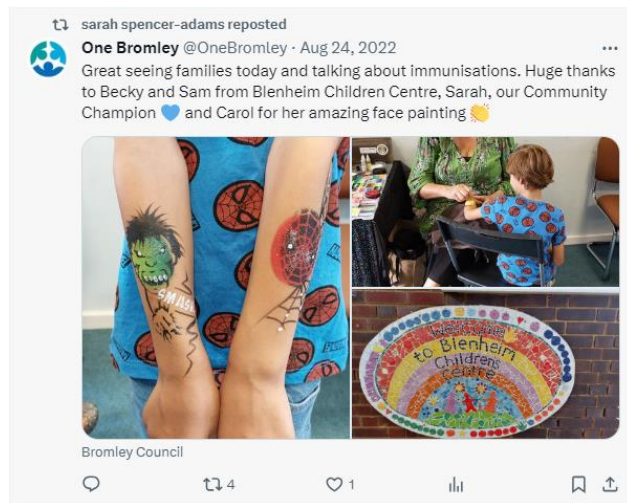 sarah spencer-adams reposted
One Bromley @OneBromley · Aug 24, 2022
Great seeing families today and talking about immunisations. Huge thanks
to Becky and Sam from Blenheim Children Centre, Sarah, our Community
Champion 💙 and Carol for her amazing face painting 👏
SMASH
to Blenheim
Childrens
Centre
Bromley Council
4
1